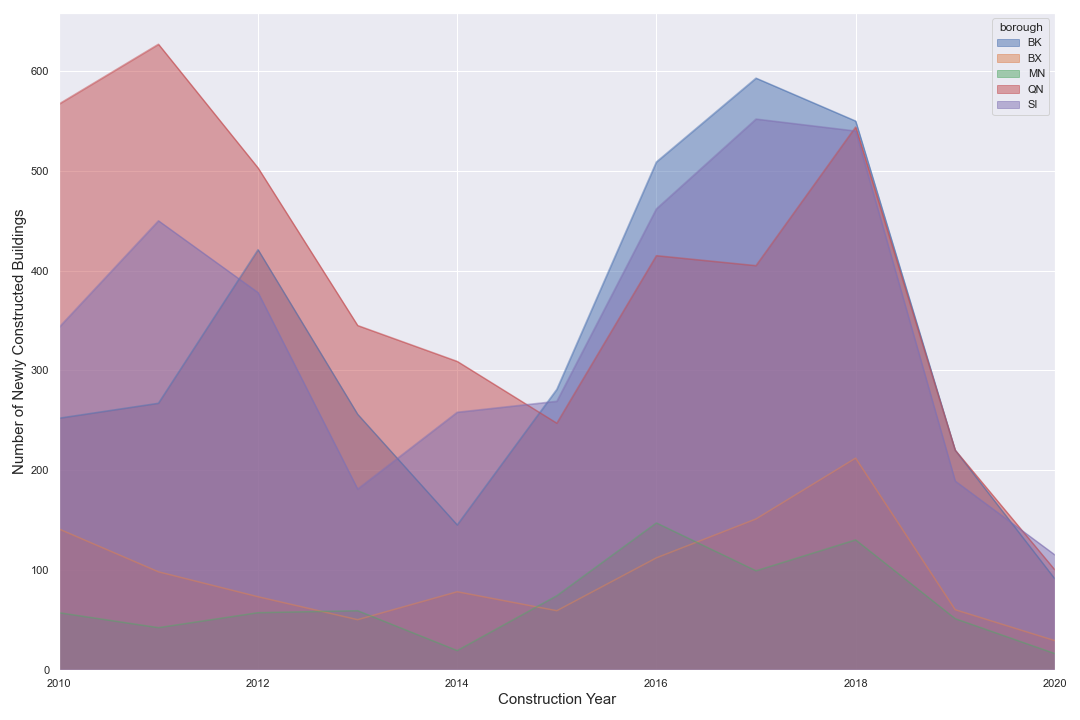 borough
BK
BX
MN
QN
SI
Number of Newly Constructed Buildings
600
500
400
300
200
100
0
2010 2012 2014 2016 2018 2020
Construction Year